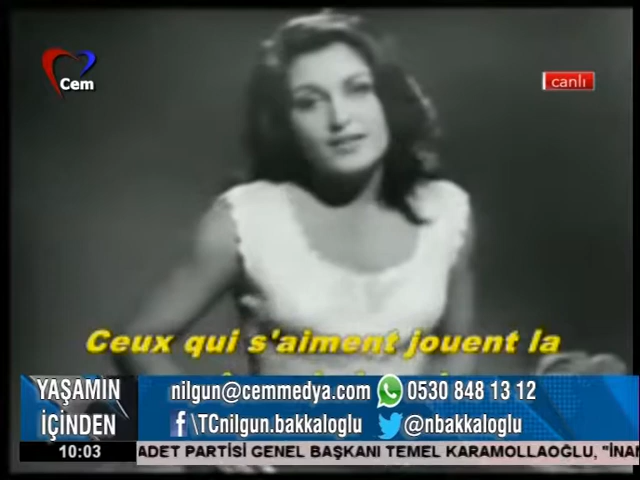 Cem
canlı
Ceux qui s'aiment jouent la
YAŞAMIN
İÇİNDEN
nilgun@cemmedya.com 0530 848 13 12
f \TCnilgun.bakkaloglu @nbakkaloglu
10:03 ADET PARTİSİ GENEL BAŞKANI TEMEL KARAMOLLAOĞLU, "İNAN